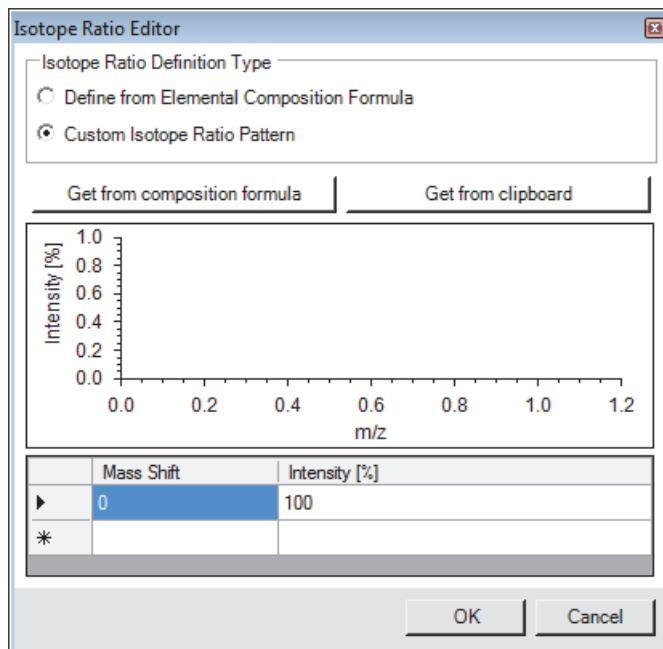 Isotope Ratio Editor
Isotope Ratio Definition Type
Define from Elemental Composition Formula
Custom Isotope Ratio Pattern
Get from composition formula Get from clipboard
Intensity [%]
1.0
0.8
0.6
0.4
0.2
0.0
0.0 0.2 0.4 0.6 0.8 1.0 1.2
m/z
Mass Shift Intensity [%]
0 100
OK Cancel